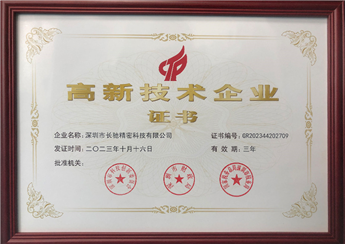 高新技术企业
证书
企业名称：深圳市长驰精密科技有限公司 证书编号：GR202344202709
发证时间：二〇二三年十月十六日 有 效 期：三年
批准机关：